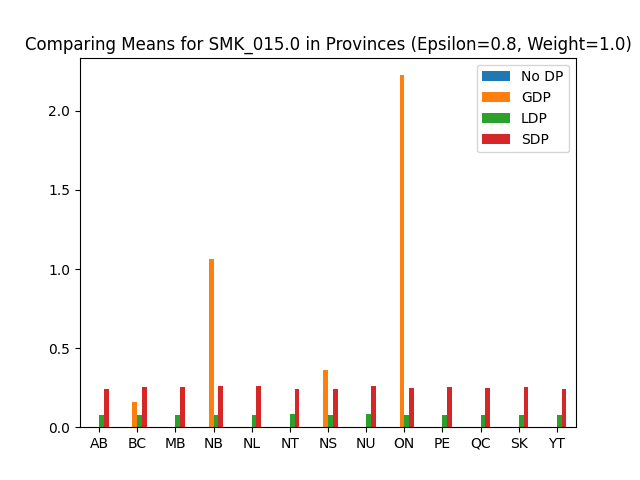 Comparing Means for SMK_015.0 in Provinces (Epsilon=0.8, Weight=1.0)
No DP
GDP
LDP
SDP
2.0
1.5
1.0
0.5
0.0
AB BC MB NB NL NT NS NU ON PE QC SK YT